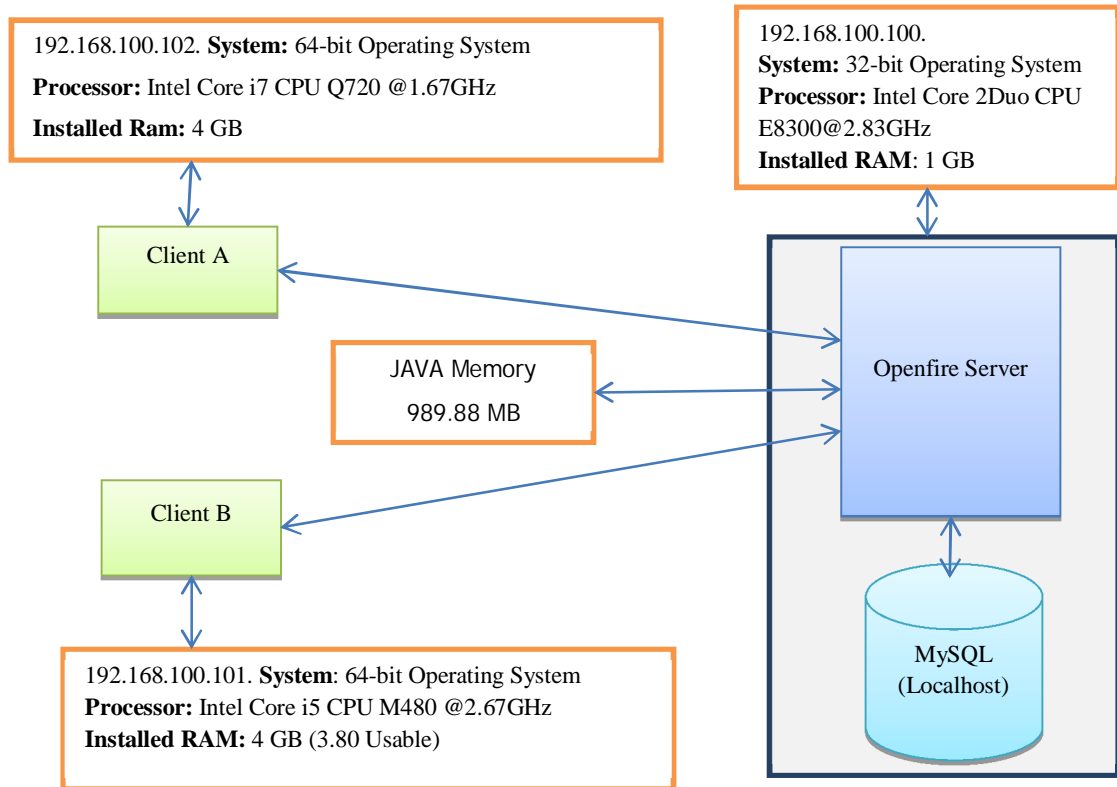 192.168.100.102. System: 64-bit Operating System
Processor: Intel Core i7 CPU Q720 @1.67GHz
Installed Ram: 4 GB
192.168.100.100.
System: 32-bit Operating System
Processor: Intel Core 2Duo CPU
E8300@2.83GHz
Installed RAM: 1 GB
Client A
JAVA Memory
989.88 MB
Openfire Server
Client B
MySQL
(Localhost)
192.168.100.101. System: 64-bit Operating System
Processor: Intel Core i5 CPU M480 @2.67GHz
Installed RAM: 4 GB (3.80 Usable)